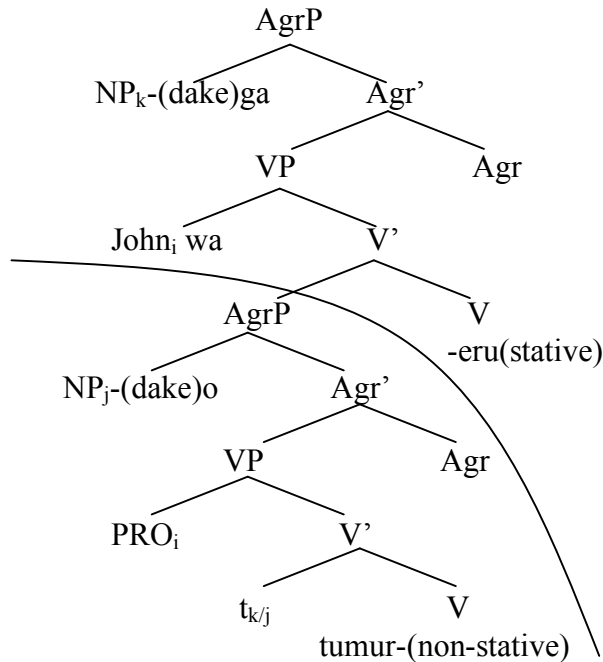 AgrP
NPk-(dake)ga Agr’
VP Agr
Johni wa V’
AgrP V
-eru(stative)
NPj-(dake)o Agr’
VP Agr
PROi V’
tk/j V
tumur-(non-stative)